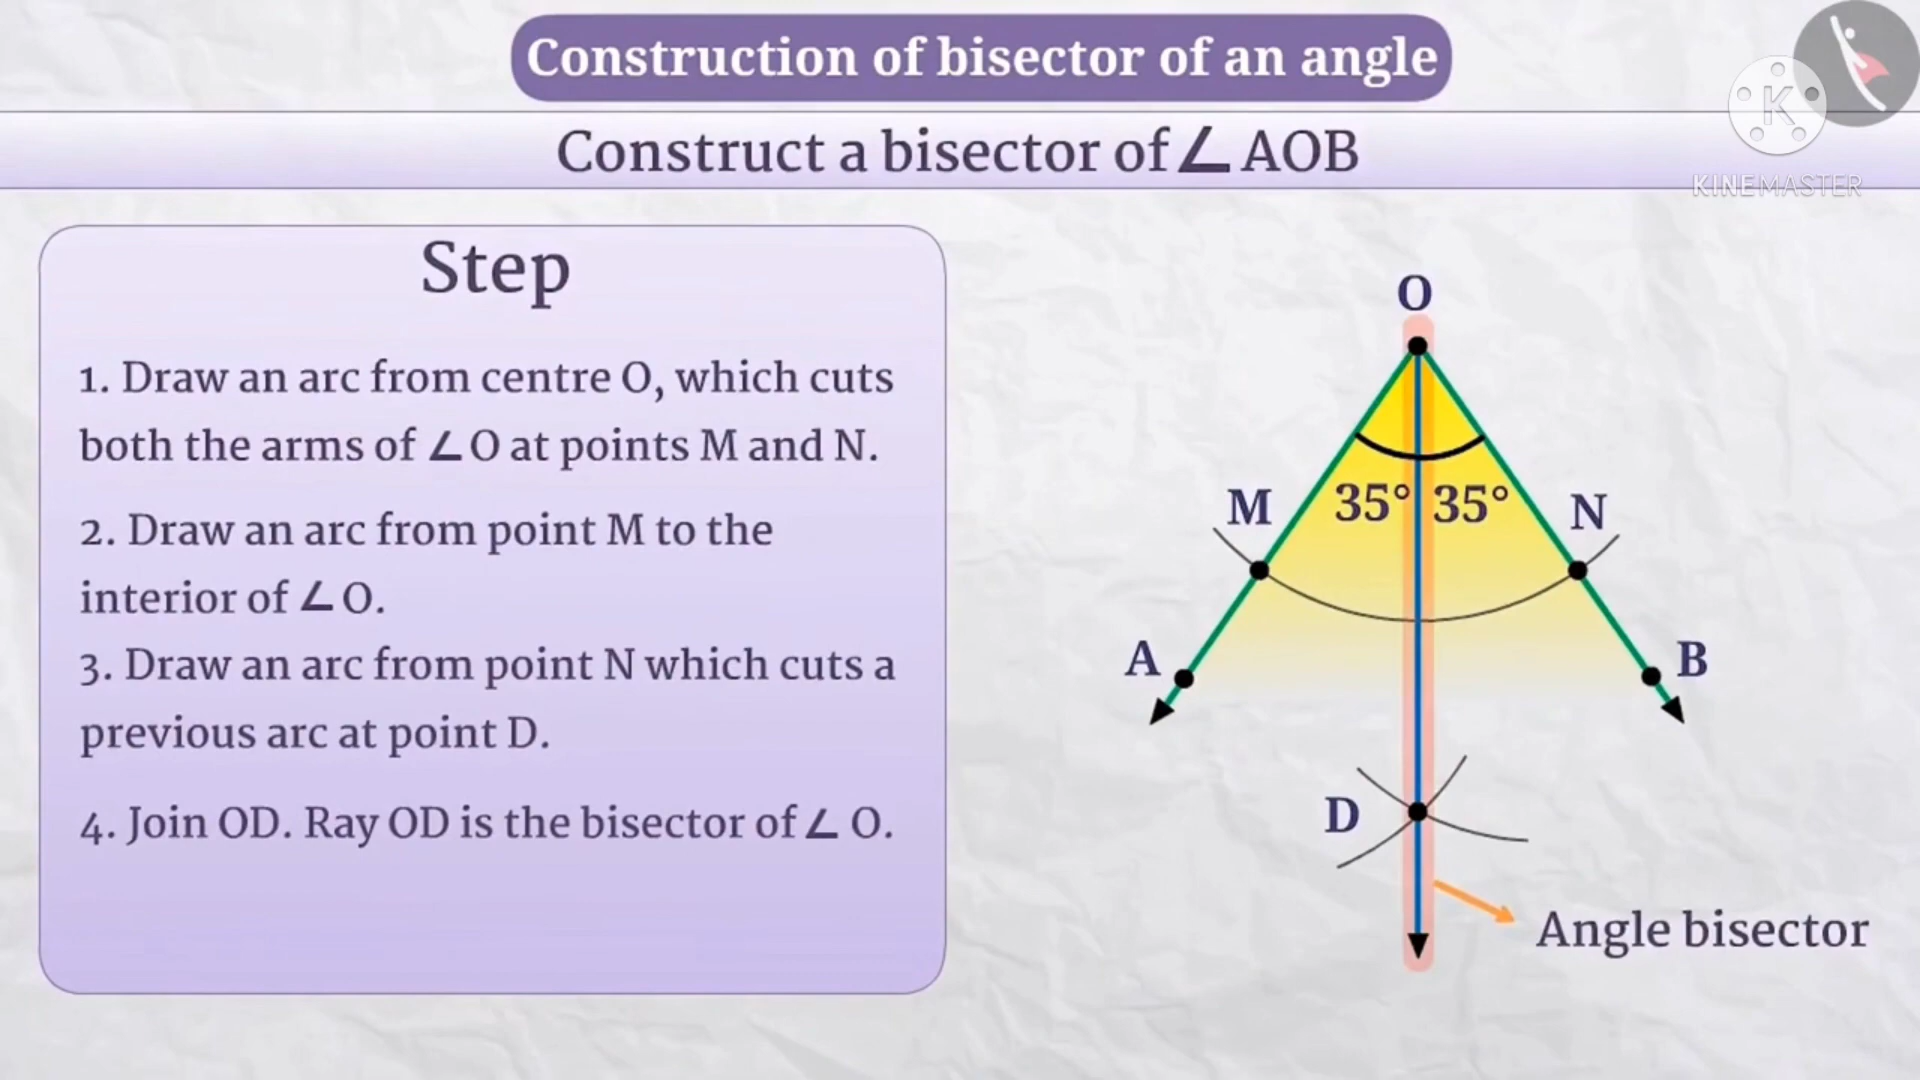 Construction of bisector of an angle
Construct a bisector of ∠AOB
K
KINEMASTER
Step
1. Draw an arc from centre O, which cuts
both the arms of ∠O at points M and N.
2. Draw an arc from point M to the
interior of ∠O.
3. Draw an arc from point N which cuts a
previous arc at point D.
4. Join OD. Ray OD is the bisector of ∠ O.
O
M
35°
35°
N
A
B
D
Angle bisector